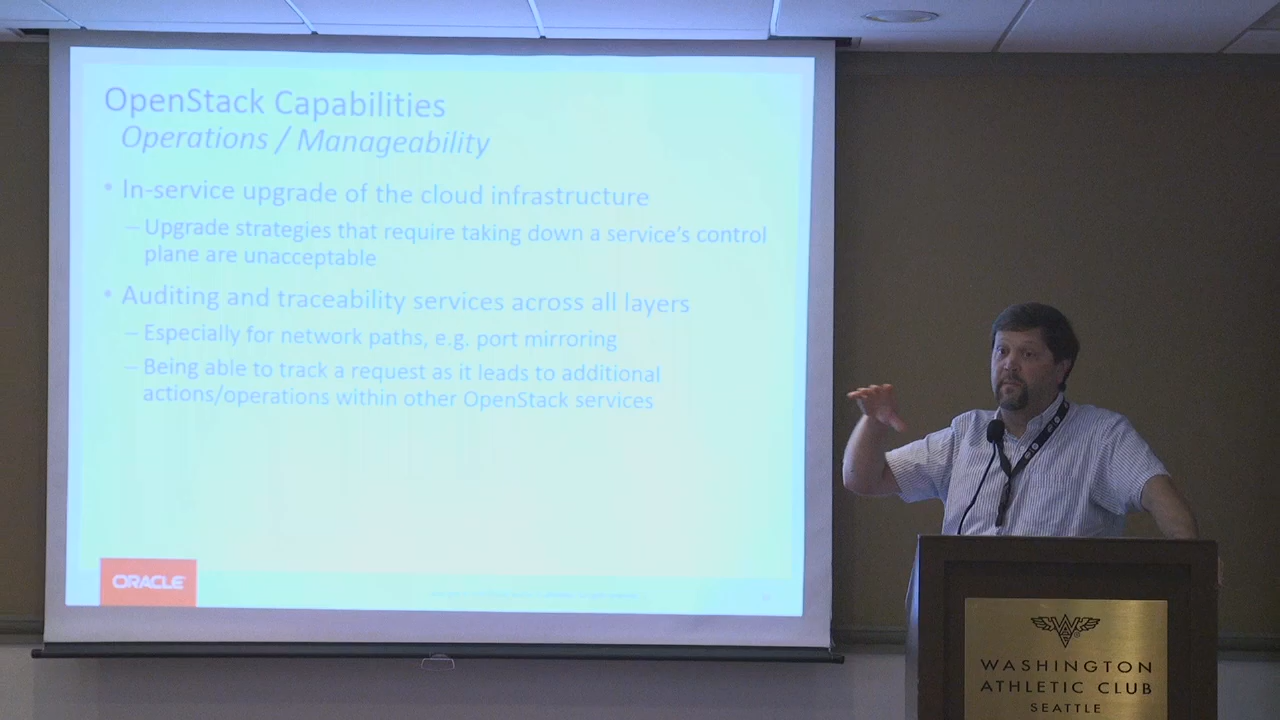 OpenStack Capabilities
Operations / Manageability
• In-service upgrade of the cloud infrastructure
– Upgrade strategies that require taking down a service's control
plane are unacceptable
• Auditing and traceability services across all layers
– Especially for network paths, e.g. port mirroring
– Being able to track a request as it leads to additional
actions/operations within other OpenStack services
ORACLE
WASHINGTON
ATHLETIC CLUB
SEATTLE